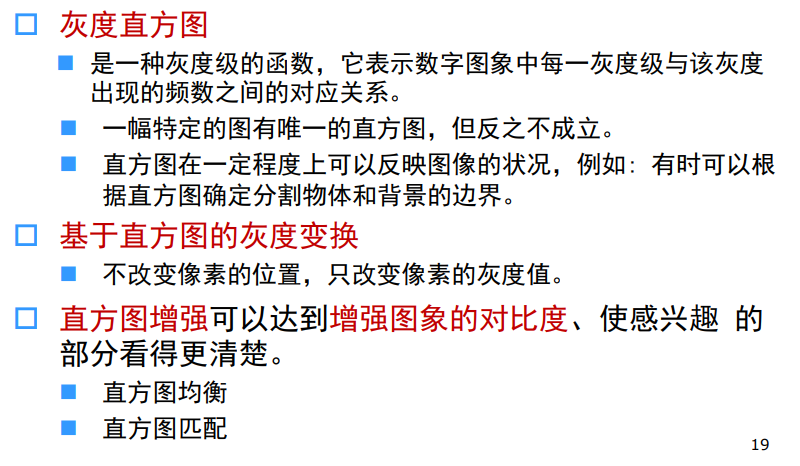 灰度直方图
是一种灰度级的函数，它表示数字图象中每一灰度级与该灰度
出现的频数之间的对应关系。
一幅特定的图有唯一的直方图，但反之不成立。
直方图在一定程度上可以反映图像的状况，例如：有时可以根
据直方图确定分割物体和背景的边界。
基于直方图的灰度变换
不改变像素的位置，只改变像素的灰度值。
直方图增强可以达到增强图象的对比度、使感兴趣 的
部分看得更清楚。
直方图均衡
直方图匹配
19